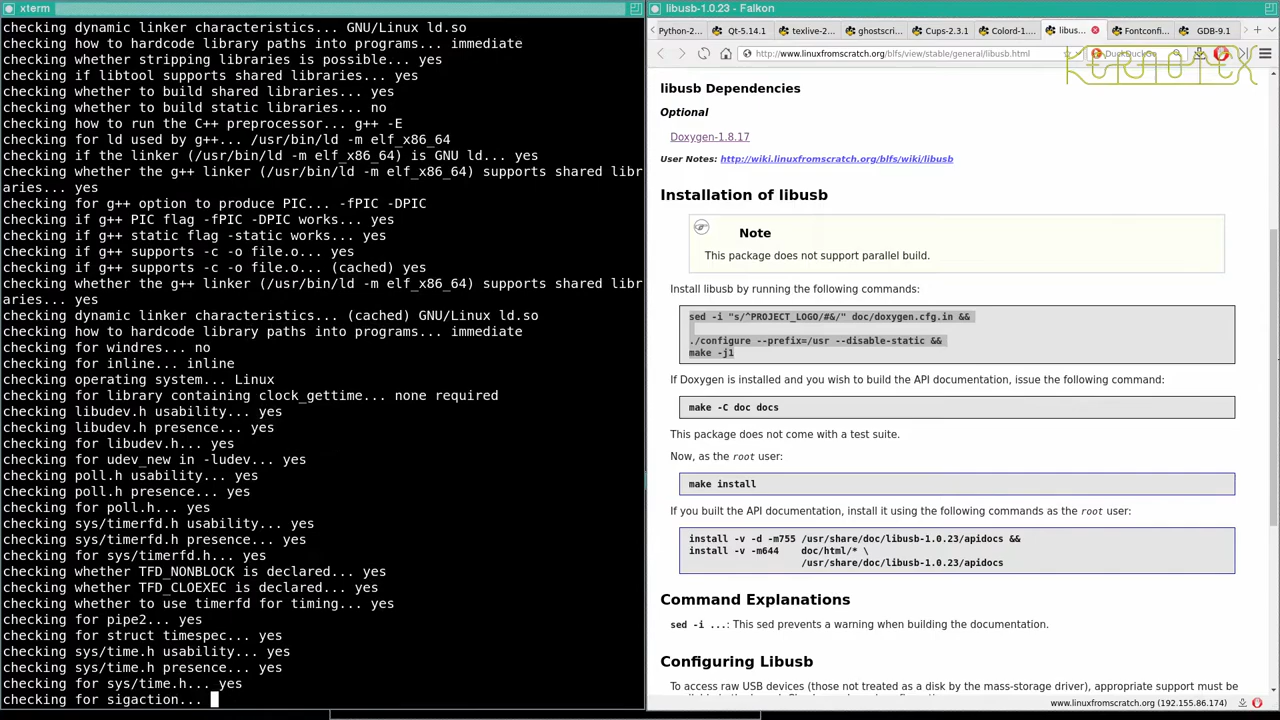 xterm
checking dynamic linker characteristics... GNU/Linux ld.so
checking how to hardcode library paths into programs... immediate
checking whether stripping libraries is possible... yes
checking if libtool supports shared libraries... yes
checking whether to build shared libraries... yes
checking whether to build static libraries... no
checking how to run the C++ preprocessor... g++ -E
checking for ld used by g++... /usr/bin/ld -m elf_x86_64
checking if the linker (/usr/bin/ld -m elf_x86_64) is GNU ld... yes
checking whether the g++ linker (/usr/bin/ld -m elf_x86_64) supports shared libr
aries... yes
checking for g++ option to produce PIC... -fPIC -DPIC
checking if g++ PIC flag -fPIC -DPIC works... yes
checking if g++ static flag -static works... yes
checking if g++ supports -c -o file.o... yes
checking if g++ supports -c -o file.o... (cached) yes
checking whether the g++ linker (/usr/bin/ld -m elf_x86_64) supports shared libr
aries... yes
checking dynamic linker characteristics... (cached) GNU/Linux ld.so
checking how to hardcode library paths into programs... immediate
checking for windres... no
checking for inline... inline
checking operating system... Linux
checking for library containing clock_gettime... none required
checking libudev.h usability... yes
checking libudev.h presence... yes
checking for libudev.h... yes
checking for udev_new in -ludev... yes
checking poll.h usability... yes
checking poll.h presence... yes
checking for poll.h... yes
checking sys/timerfd.h usability... yes
checking sys/timerfd.h presence... yes
checking for sys/timerfd.h... yes
checking whether TFD_NONBLOCK is declared... yes
checking whether TFD_CLOEXEC is declared... yes
checking whether to use timerfd for timing... yes
checking for pipe2... yes
checking for struct timespec... yes
checking sys/time.h usability... yes
checking sys/time.h presence... yes
checking for sys/time.h... yes
checking for sigaction...
libusb-1.0.23 - Falkon
Python-2... Qt-5.14.1 texlive-2... ghostscri... Cups-2.3.1 Colord-1.... libus... Fontconfi... GDB-9.1
http://www.linuxfromscratch.org/blfs/view/stable/general/libusb.html DuckDuckGo
KERNOTEX
libusb Dependencies
Optional
Doxygen-1.8.17
User Notes: http://wiki.linuxfromscratch.org/blfs/wiki/libusb
Installation of libusb
Note
This package does not support parallel build.
Install libusb by running the following commands:
sed -i "s/^PROJECT_LOGO/#&/" doc/doxygen.cfg.in &&
./configure --prefix=/usr --disable-static &&
make -j1
If Doxygen is installed and you wish to build the API documentation, issue the following command:
make -C doc docs
This package does not come with a test suite.
Now, as the root user:
make install
If you built the API documentation, install it using the following commands as the root user:
install -v -d -m755 /usr/share/doc/libusb-1.0.23/apidocs &&
install -v -m644 doc/html/* \
/usr/share/doc/libusb-1.0.23/apidocs
Command Explanations
sed -i ...: This sed prevents a warning when building the documentation.
Configuring Libusb
To access raw USB devices (those not treated as a disk by the mass-storage driver), appropriate support must be
www.linuxfromscratch.org (192.155.86.174)